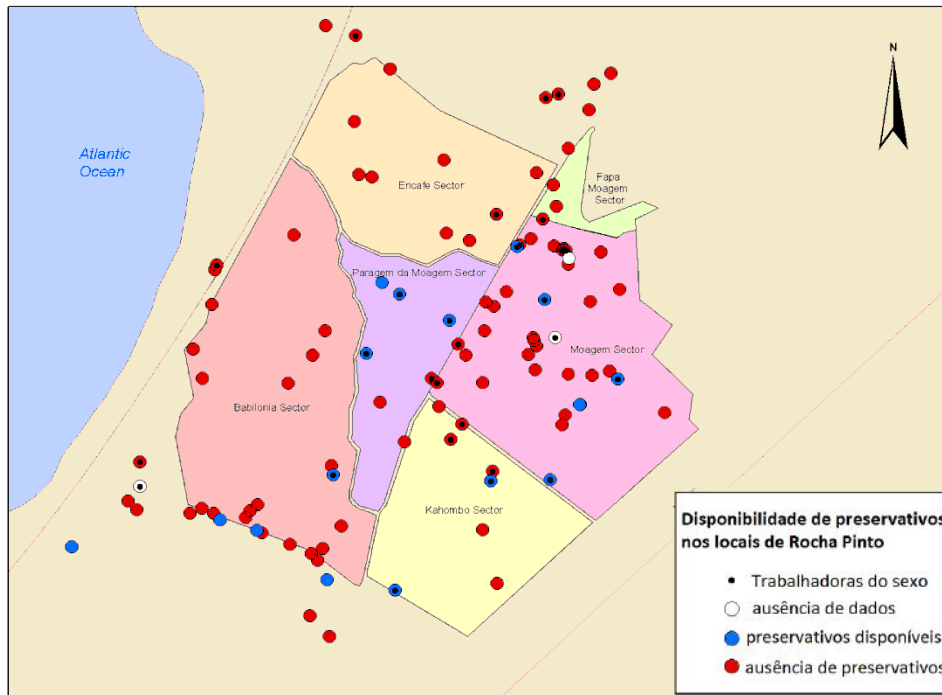 N
Atlantic
Ocean
Encafe Sector
Fapa
Moagem
Sector
Paragem da Moagem Sector
Moagem Sector
Babilonia Sector
Kahombo Sector
Disponibilidade de preservativos
nos locais de Rocha Pinto
Trabalhadoras do sexo
ausência de dados
preservativos disponíveis
ausência de preservativos